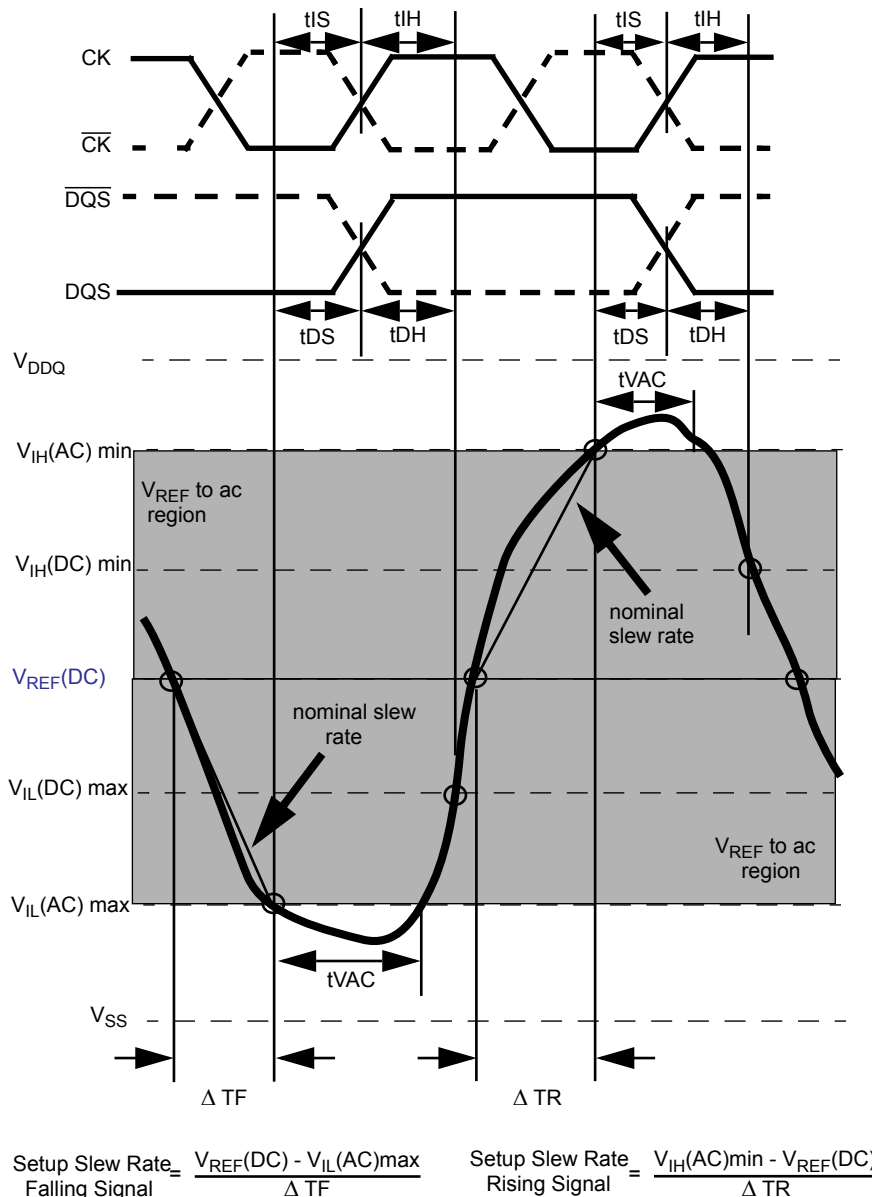 tIS tIH tIS tIH
CK
CK
DQS
DQS
tDS tDH tDS tDH
VDDQ
tVAC
VIH(AC) min
VREF to ac
region
VIH(DC) min
nominal
slew rate
VREF(DC)
nominal slew
rate
VIL(DC) max
VREF to ac
region
VIL(AC) max
tVAC
VSS
Δ TF Δ TR
Setup Slew Rate
Falling Signal
=
VREF(DC) - VIL(AC)max
Δ TF
Setup Slew Rate
Rising Signal
=
VIH(AC)min - VREF(DC)
Δ TR